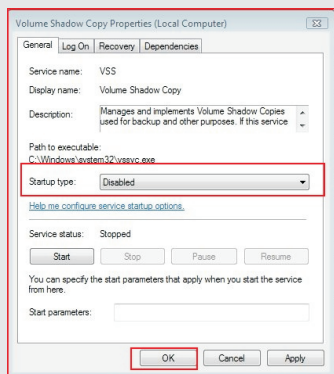 Volume Shadow Copy Properties (Local Computer)
General Log On Recovery Dependencies
Service name: VSS
Display name: Volume Shadow Copy
Description: Manages and implements Volume Shadow Copies
used for backup and other purposes. If this service
Path to executable:
C:\Windows\system32\vssvc.exe
Startup type: Disabled
Help me configure service startup options.
Service status: Stopped
Start Stop Pause Resume
You can specify the start parameters that apply when you start the service
from here.
Start parameters:
OK Cancel Apply